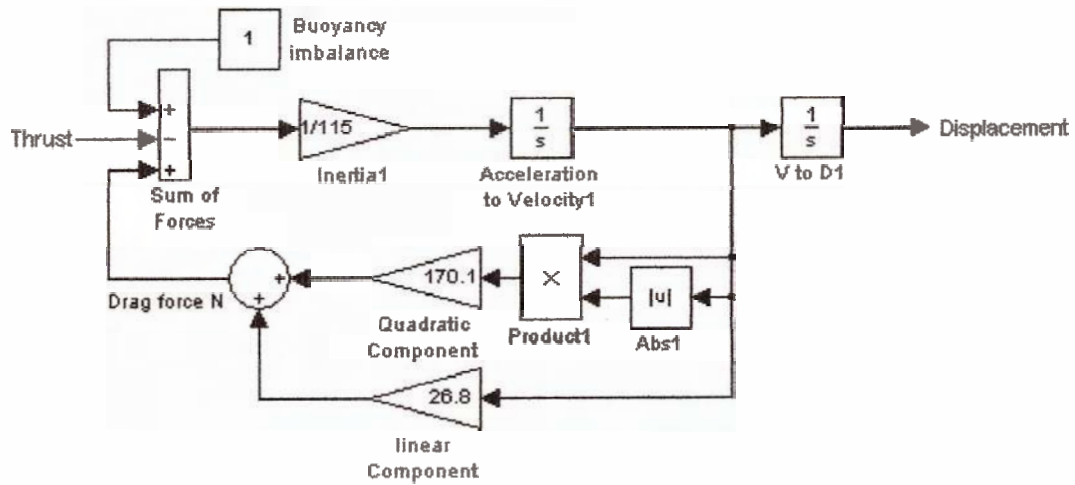 1
Buoyancy
imbalance
+
Thrust
−
+
Sum of
Forces
1/115
Inertia1
1
s
Acceleration
to Velocity1
1
s
V to D1
Displacement
Drag force N
+
+
170.1
Quadratic
Component
×
Product1
|u|
Abs1
26.8
linear
Component